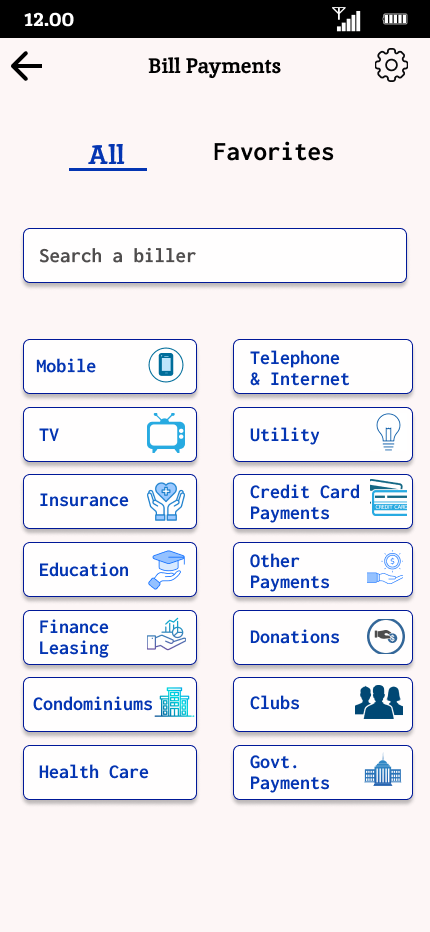 12.00
Bill Payments
All
Favorites
Search a biller
Mobile
Telephone
& Internet
TV
Utility
Insurance
Credit Card
Payments
CREDIT CARD
Education
Other
Payments
Finance
Leasing
Donations
Condominiums
Clubs
Health Care
Govt.
Payments